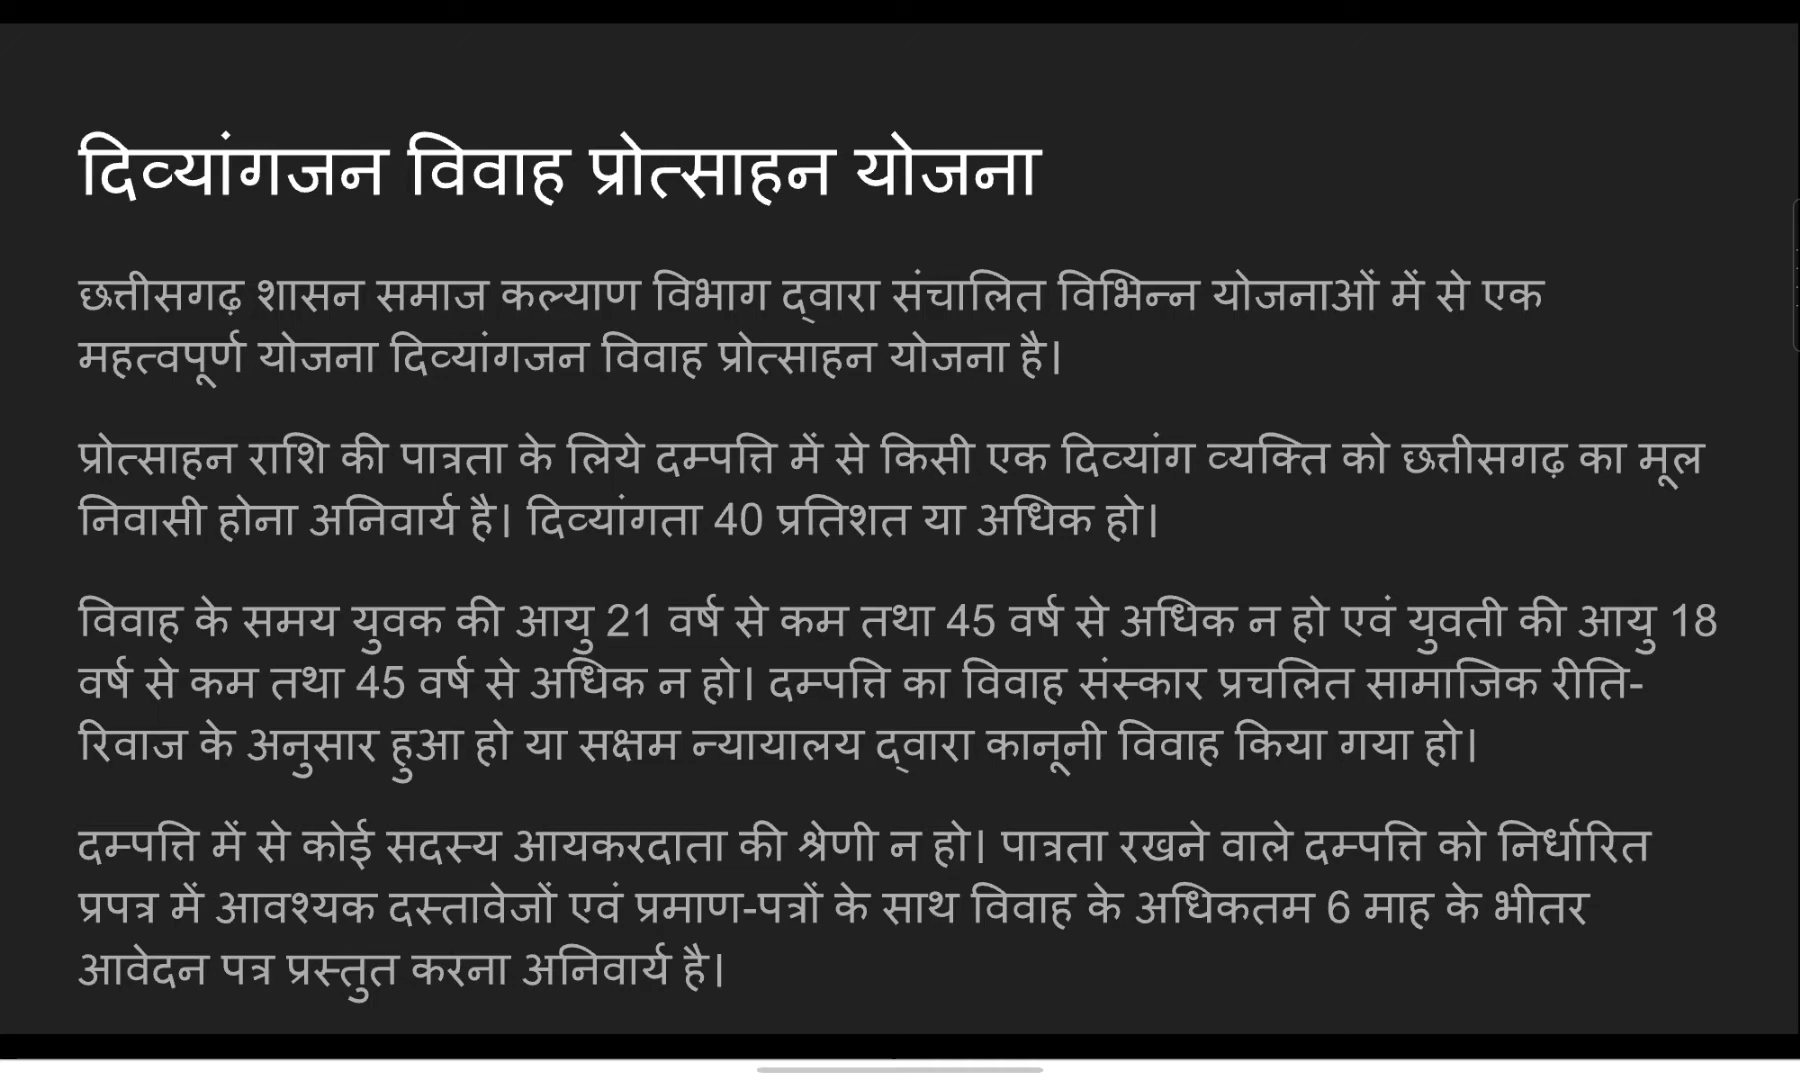 दिव्यांगजन विवाह प्रोत्साहन योजना
छत्तीसगढ़ शासन समाज कल्याण विभाग द्वारा संचालित विभिन्न योजनाओं में से एक
महत्वपूर्ण योजना दिव्यांगजन विवाह प्रोत्साहन योजना है।
प्रोत्साहन राशि की पात्रता के लिये दम्पत्ति में से किसी एक दिव्यांग व्यक्ति को छत्तीसगढ़ का मूल
निवासी होना अनिवार्य है। दिव्यांगता 40 प्रतिशत या अधिक हो।
विवाह के समय युवक की आयु 21 वर्ष से कम तथा 45 वर्ष से अधिक न हो एवं युवती की आयु 18
वर्ष से कम तथा 45 वर्ष से अधिक न हो। दम्पत्ति का विवाह संस्कार प्रचलित सामाजिक रीति-
रिवाज के अनुसार हुआ हो या सक्षम न्यायालय द्वारा कानूनी विवाह किया गया हो।
दम्पत्ति में से कोई सदस्य आयकरदाता की श्रेणी न हो। पात्रता रखने वाले दम्पत्ति को निर्धारित
प्रपत्र में आवश्यक दस्तावेजों एवं प्रमाण-पत्रों के साथ विवाह के अधिकतम 6 माह के भीतर
आवेदन पत्र प्रस्तुत करना अनिवार्य है।